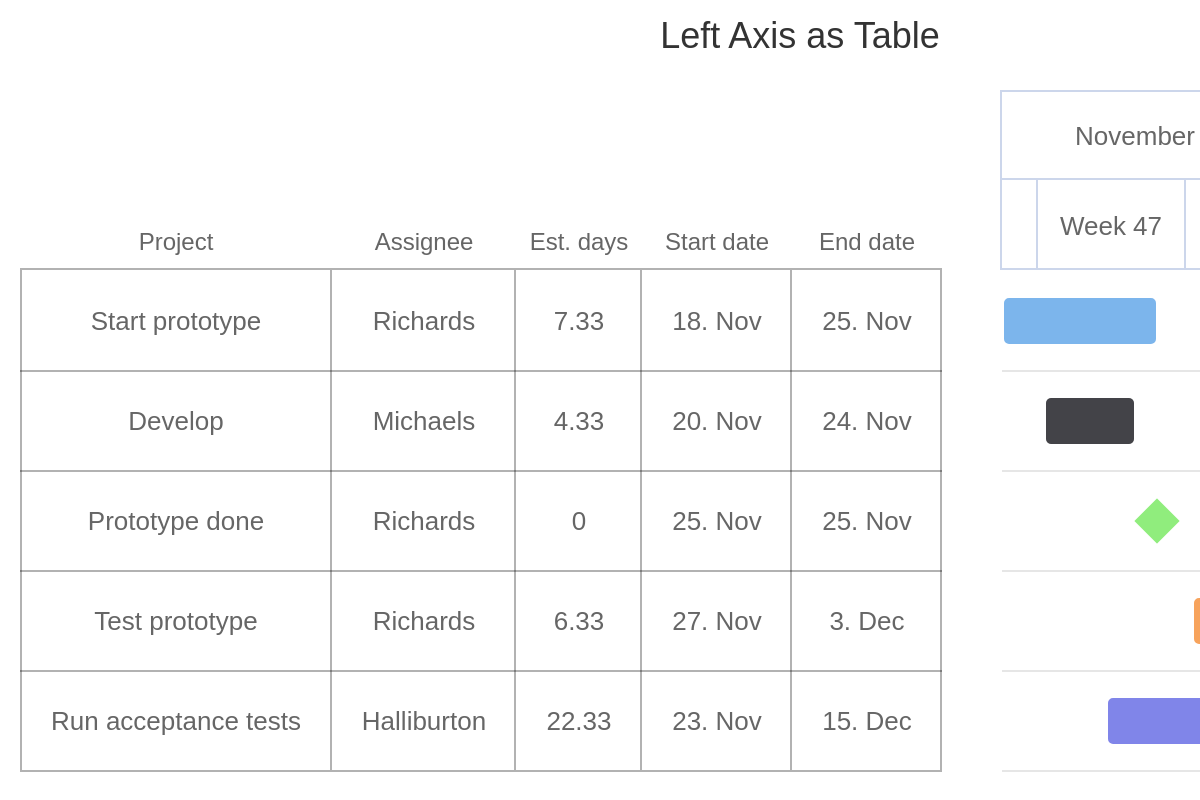 Left Axis as Table
November
Week 47
Project Assignee Est. days Start date End date
Start prototype Richards 7.33 18. Nov 25. Nov
Develop Michaels 4.33 20. Nov 24. Nov
Prototype done Richards 0 25. Nov 25. Nov
Test prototype Richards 6.33 27. Nov 3. Dec
Run acceptance tests Halliburton 22.33 23. Nov 15. Dec